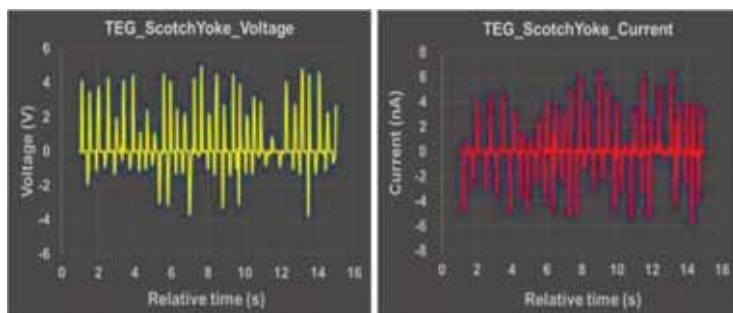 TEG_ScotchYoke_Voltage
Voltage (V)
6
4
2
0
-2
-4
-6
0 2 4 6 8 10 12 14 16
Relative time (s)
TEG_ScotchYoke_Current
Current (nA)
8
6
4
2
0
-2
-4
-6
-8
0 2 4 6 8 10 12 14 16
Relative time (s)